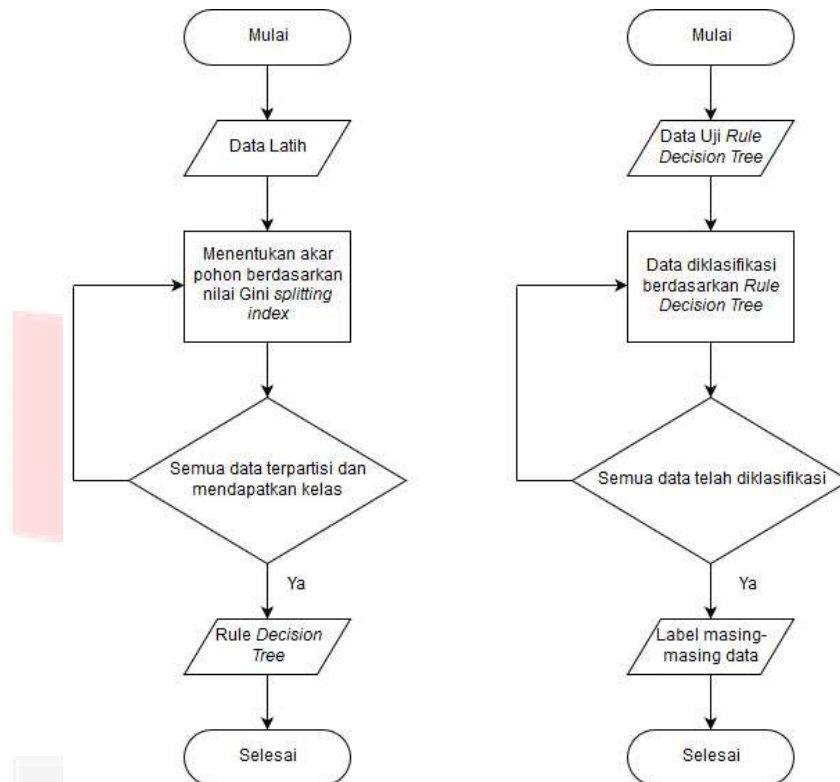 Mulai
Data Latih
Menentukan akar
pohon berdasarkan
nilai Gini splitting
index
Semua data terpartisi dan
mendapatkan kelas
Ya
Rule Decision
Tree
Selesai
Mulai
Data Uji Rule
Decision Tree
Data diklasifikasi
berdasarkan Rule
Decision Tree
Semua data telah diklasifikasi
Ya
Label masing-
masing data
Selesai